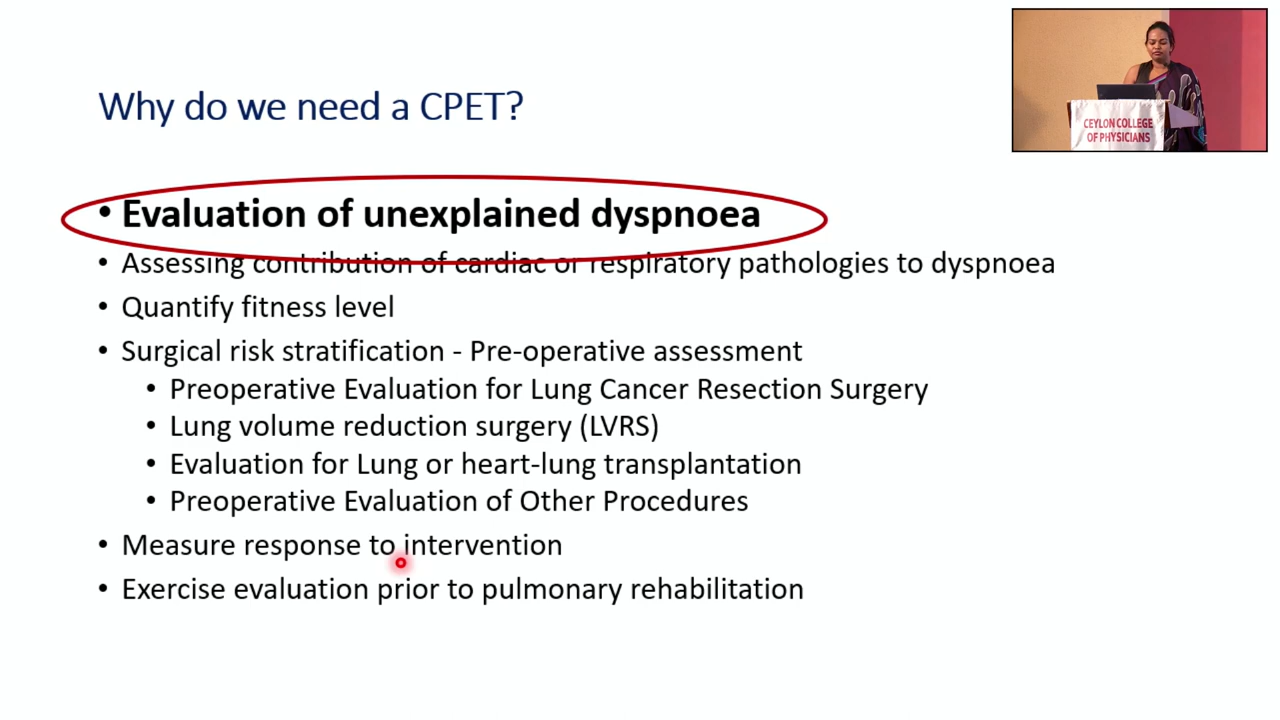 Why do we need a CPET?
CEYLON COLLEGE
OF PHYSICIANS
• Evaluation of unexplained dyspnoea
• Assessing contribution of cardiac or respiratory pathologies to dyspnoea
• Quantify fitness level
• Surgical risk stratification - Pre-operative assessment
• Preoperative Evaluation for Lung Cancer Resection Surgery
• Lung volume reduction surgery (LVRS)
• Evaluation for Lung or heart-lung transplantation
• Preoperative Evaluation of Other Procedures
• Measure response to intervention
• Exercise evaluation prior to pulmonary rehabilitation